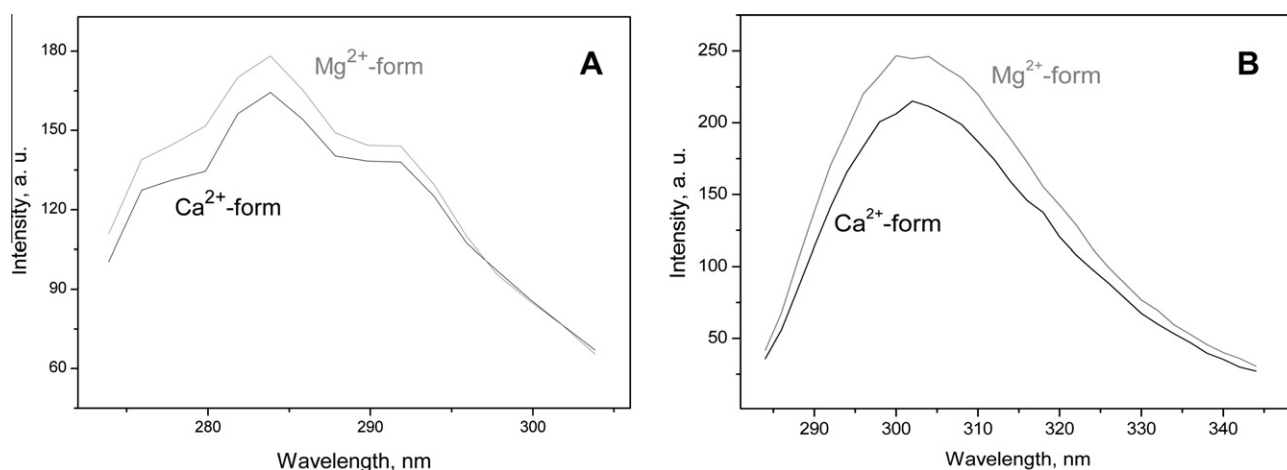 A
Mg²⁺-form
Ca²⁺-form
Intensity, a. u.
180
150
120
90
60
280
290
300
Wavelength, nm
B
Mg²⁺-form
Ca²⁺-form
Intensity, a. u.
250
200
150
100
50
290
300
310
320
330
340
Wavelength, nm